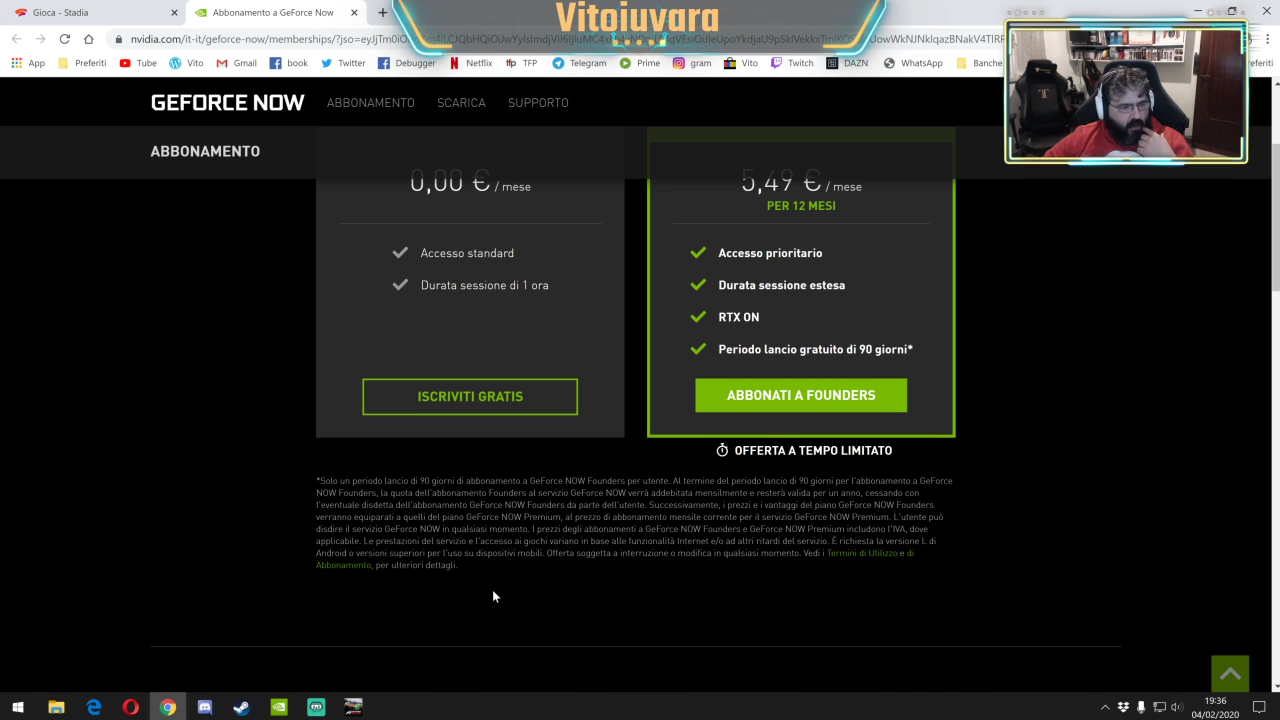 Vitoiuvara
Gioca - Stadia
GEFORCE NOW
App
Preferiti
Tube
Vito
Gmail
book
Twitter
Debugger
Netflix
TFP
Telegram
Prime
gram
Vito
Twitch
DAZN
WhatsApp
Banche
GEFORCE NOW
ABBONAMENTO
SCARICA
SUPPORTO
ABBONAMENTO
0,00 € / mese
Accesso standard
Durata sessione di 1 ora
ISCRIVITI GRATIS
5,49 € / mese
PER 12 MESI
Accesso prioritario
Durata sessione estesa
RTX ON
Periodo lancio gratuito di 90 giorni*
ABBONATI A FOUNDERS
OFFERTA A TEMPO LIMITATO
*Solo un periodo lancio di 90 giorni di abbonamento a GeForce NOW Founders per utente. Al termine del periodo lancio di 90 giorni per l'abbonamento a GeForce
NOW Founders, la quota dell'abbonamento Founders al servizio GeForce NOW verrà addebitata mensilmente e resterà valida per un anno, cessando con
l'eventuale disdetta dell'abbonamento GeForce NOW Founders da parte dell'utente. Successivamente, i prezzi e i vantaggi del piano GeForce NOW Founders
verranno equiparati a quelli del piano GeForce NOW Premium, al prezzo di abbonamento mensile corrente per il servizio GeForce NOW Premium. L'utente può
disdire il servizio GeForce NOW in qualsiasi momento. I prezzi degli abbonamenti a GeForce NOW Founders e GeForce NOW Premium includono l'IVA, dove
applicabile. Le prestazioni del servizio e l'accesso ai giochi variano in base alle funzionalità Internet e/o ad altri ritardi del servizio. È richiesta la versione L di
Android o versioni superiori per l'uso su dispositivi mobili. Offerta soggetta a interruzione o modifica in qualsiasi momento. Vedi i Termini di Utilizzo e di
Abbonamento, per ulteriori dettagli.
19:36
04/02/2020